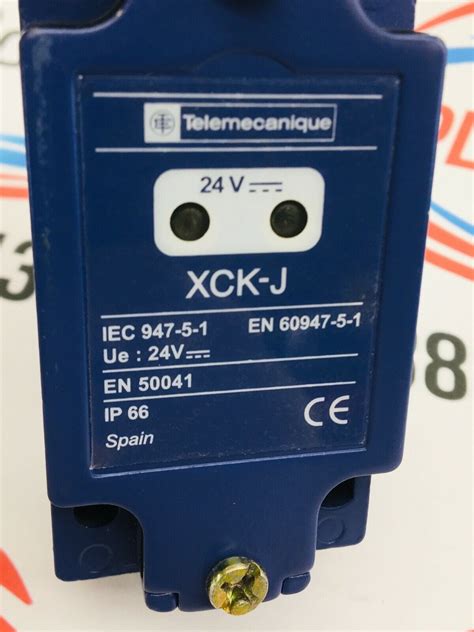 Telemecanique
24 V ⎓
XCK-J
IEC 947-5-1 EN 60947-5-1
Ue : 24V⎓
EN 50041
IP 66 CE
Spain